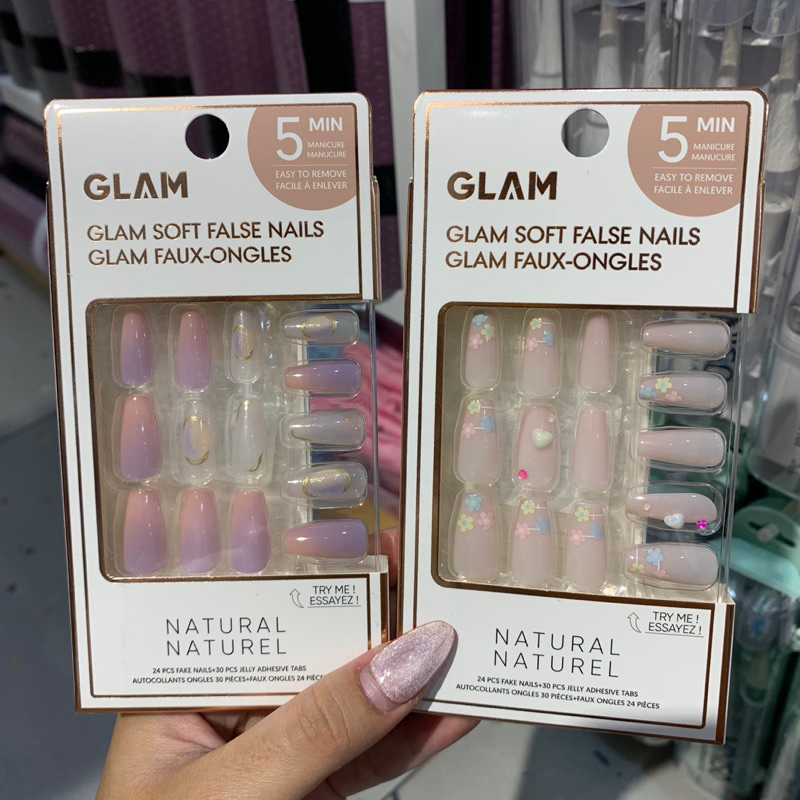 5 MIN
MANICURE
MANUCURE
EASY TO REMOVE
FACILE À ENLEVER
GLAM
GLAM SOFT FALSE NAILS
GLAM FAUX-ONGLES
TRY ME !
ESSAYEZ !
NATURAL
NATUREL
24 PCS FAKE NAILS+30 PCS JELLY ADHESIVE TABS
AUTOCOLLANTS ONGLES 30 PIÈCES+FAUX ONGLES 24 PIÈC
5 MIN
MANICURE
MANUCURE
EASY TO REMOVE
FACILE À ENLEVER
GLAM
GLAM SOFT FALSE NAILS
GLAM FAUX-ONGLES
TRY ME !
ESSAYEZ !
NATURAL
NATUREL
24 PCS FAKE NAILS+30 PCS JELLY ADHESIVE TABS
AUTOCOLLANTS ONGLES 30 PIÈCES+FAUX ONGLES 24 PIÈCES